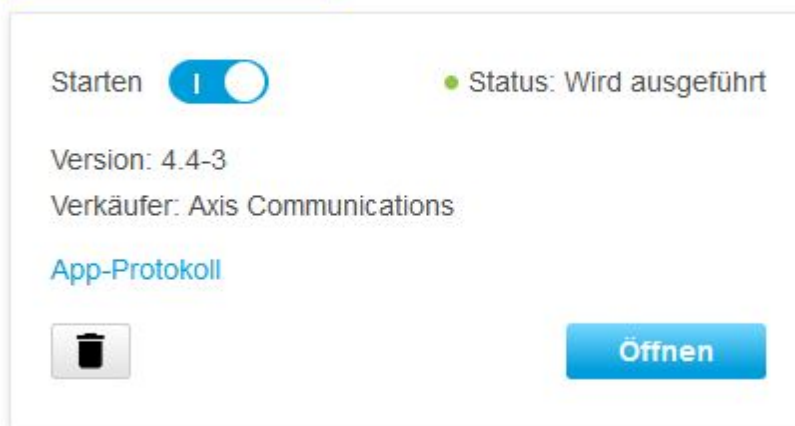 Starten
Status: Wird ausgeführt
Version: 4.4-3
Verkäufer: Axis Communications
App-Protokoll
Öffnen